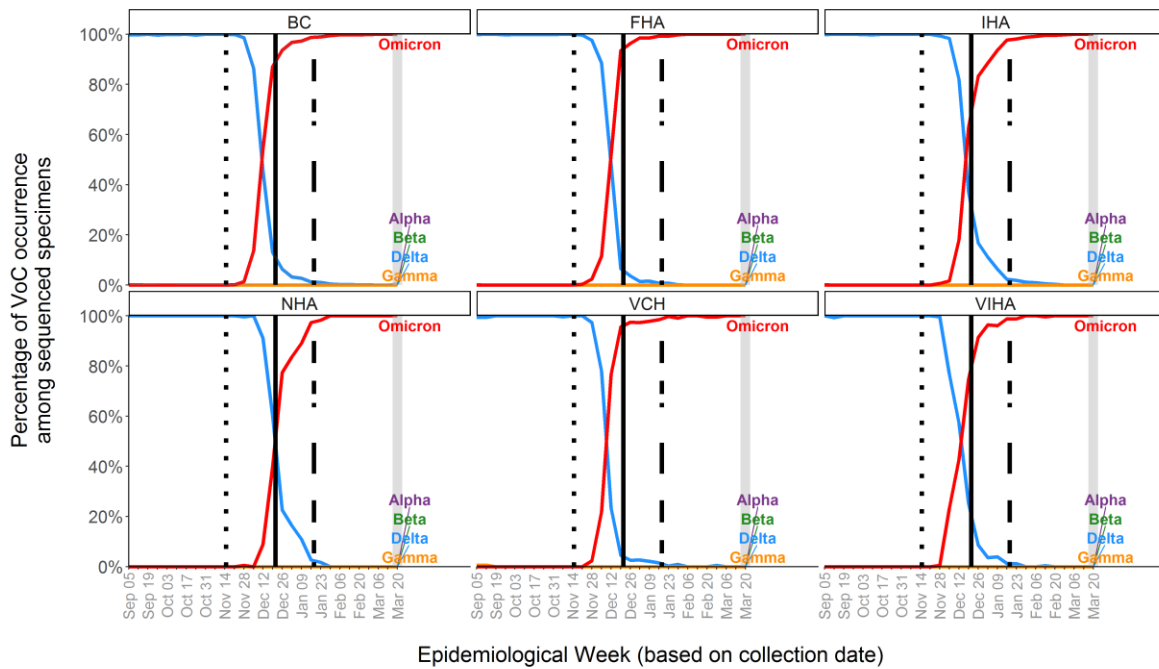 BC
FHA
IHA
100%
80%
60%
40%
20%
0%
Omicron
Alpha
Beta
Delta
Gamma
Omicron
Alpha
Beta
Delta
Gamma
Omicron
Alpha
Beta
Delta
Gamma
NHA
VCH
VIHA
100%
80%
60%
40%
20%
0%
Omicron
Alpha
Beta
Delta
Gamma
Omicron
Alpha
Beta
Delta
Gamma
Omicron
Alpha
Beta
Delta
Gamma
Percentage of VoC occurrence
among sequenced specimens
Sep 05
Sep 19
Oct 03
Oct 17
Oct 31
Nov 14
Nov 28
Dec 12
Dec 26
Jan 09
Jan 23
Feb 06
Feb 20
Mar 06
Mar 20
Sep 05
Sep 19
Oct 03
Oct 17
Oct 31
Nov 14
Nov 28
Dec 12
Dec 26
Jan 09
Jan 23
Feb 06
Feb 20
Mar 06
Mar 20
Sep 05
Sep 19
Oct 03
Oct 17
Oct 31
Nov 14
Nov 28
Dec 12
Dec 26
Jan 09
Jan 23
Feb 06
Feb 20
Mar 06
Mar 20
Epidemiological Week (based on collection date)